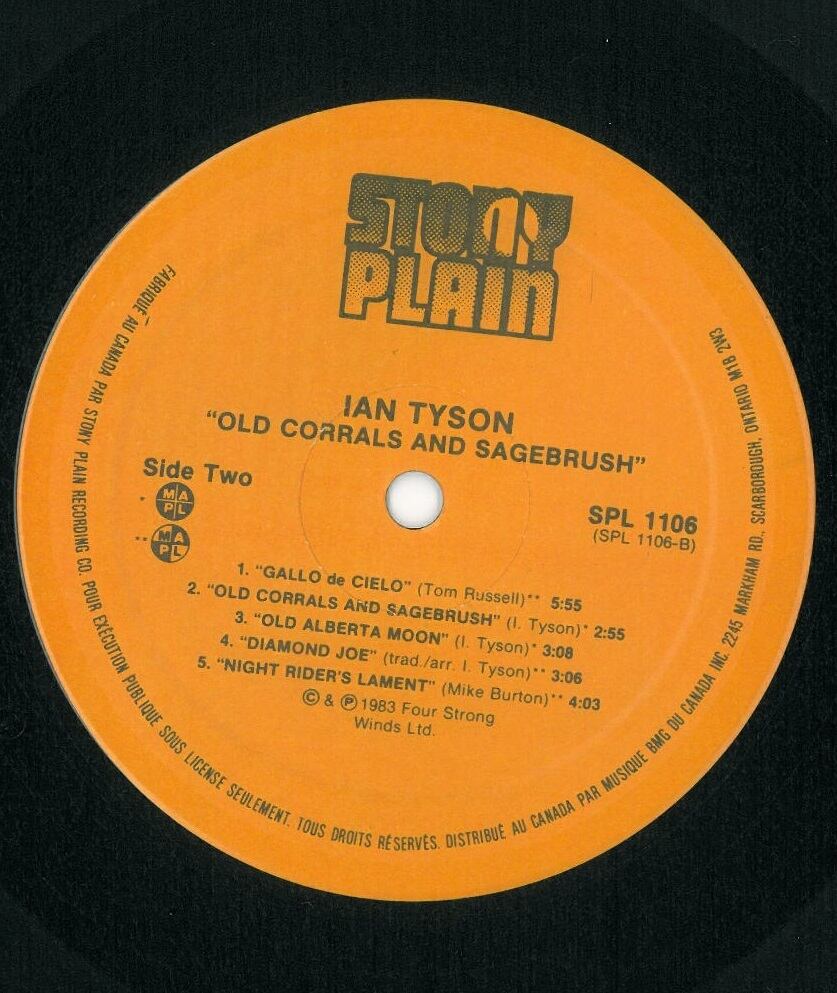 STONY
PLAIN
IAN TYSON
"OLD CORRALS AND SAGEBRUSH"
Side Two
* MAPL
** MAPL
SPL 1106
(SPL 1106-B)
1. "GALLO de CIELO" (Tom Russell)** 5:55
2. "OLD CORRALS AND SAGEBRUSH" (I. Tyson)* 2:55
3. "OLD ALBERTA MOON" (I. Tyson)* 3:08
4. "DIAMOND JOE" (trad./arr. I. Tyson)** 3:06
5. "NIGHT RIDER'S LAMENT" (Mike Burton)** 4:03
© & ℗ 1983 Four Strong
Winds Ltd.
FABRIQUÉ AU CANADA PAR STONY PLAIN RECORDING CO. POUR EXÉCUTION PUBLIQUE SOUS LICENSE SEULEMENT. TOUS DROITS RÉSERVÉS. DISTRIBUÉ AU CANADA PAR MUSIQUE BMG DU CANADA INC. 2245 MARKHAM RD., SCARBOROUGH, ONTARIO M1B 2W3